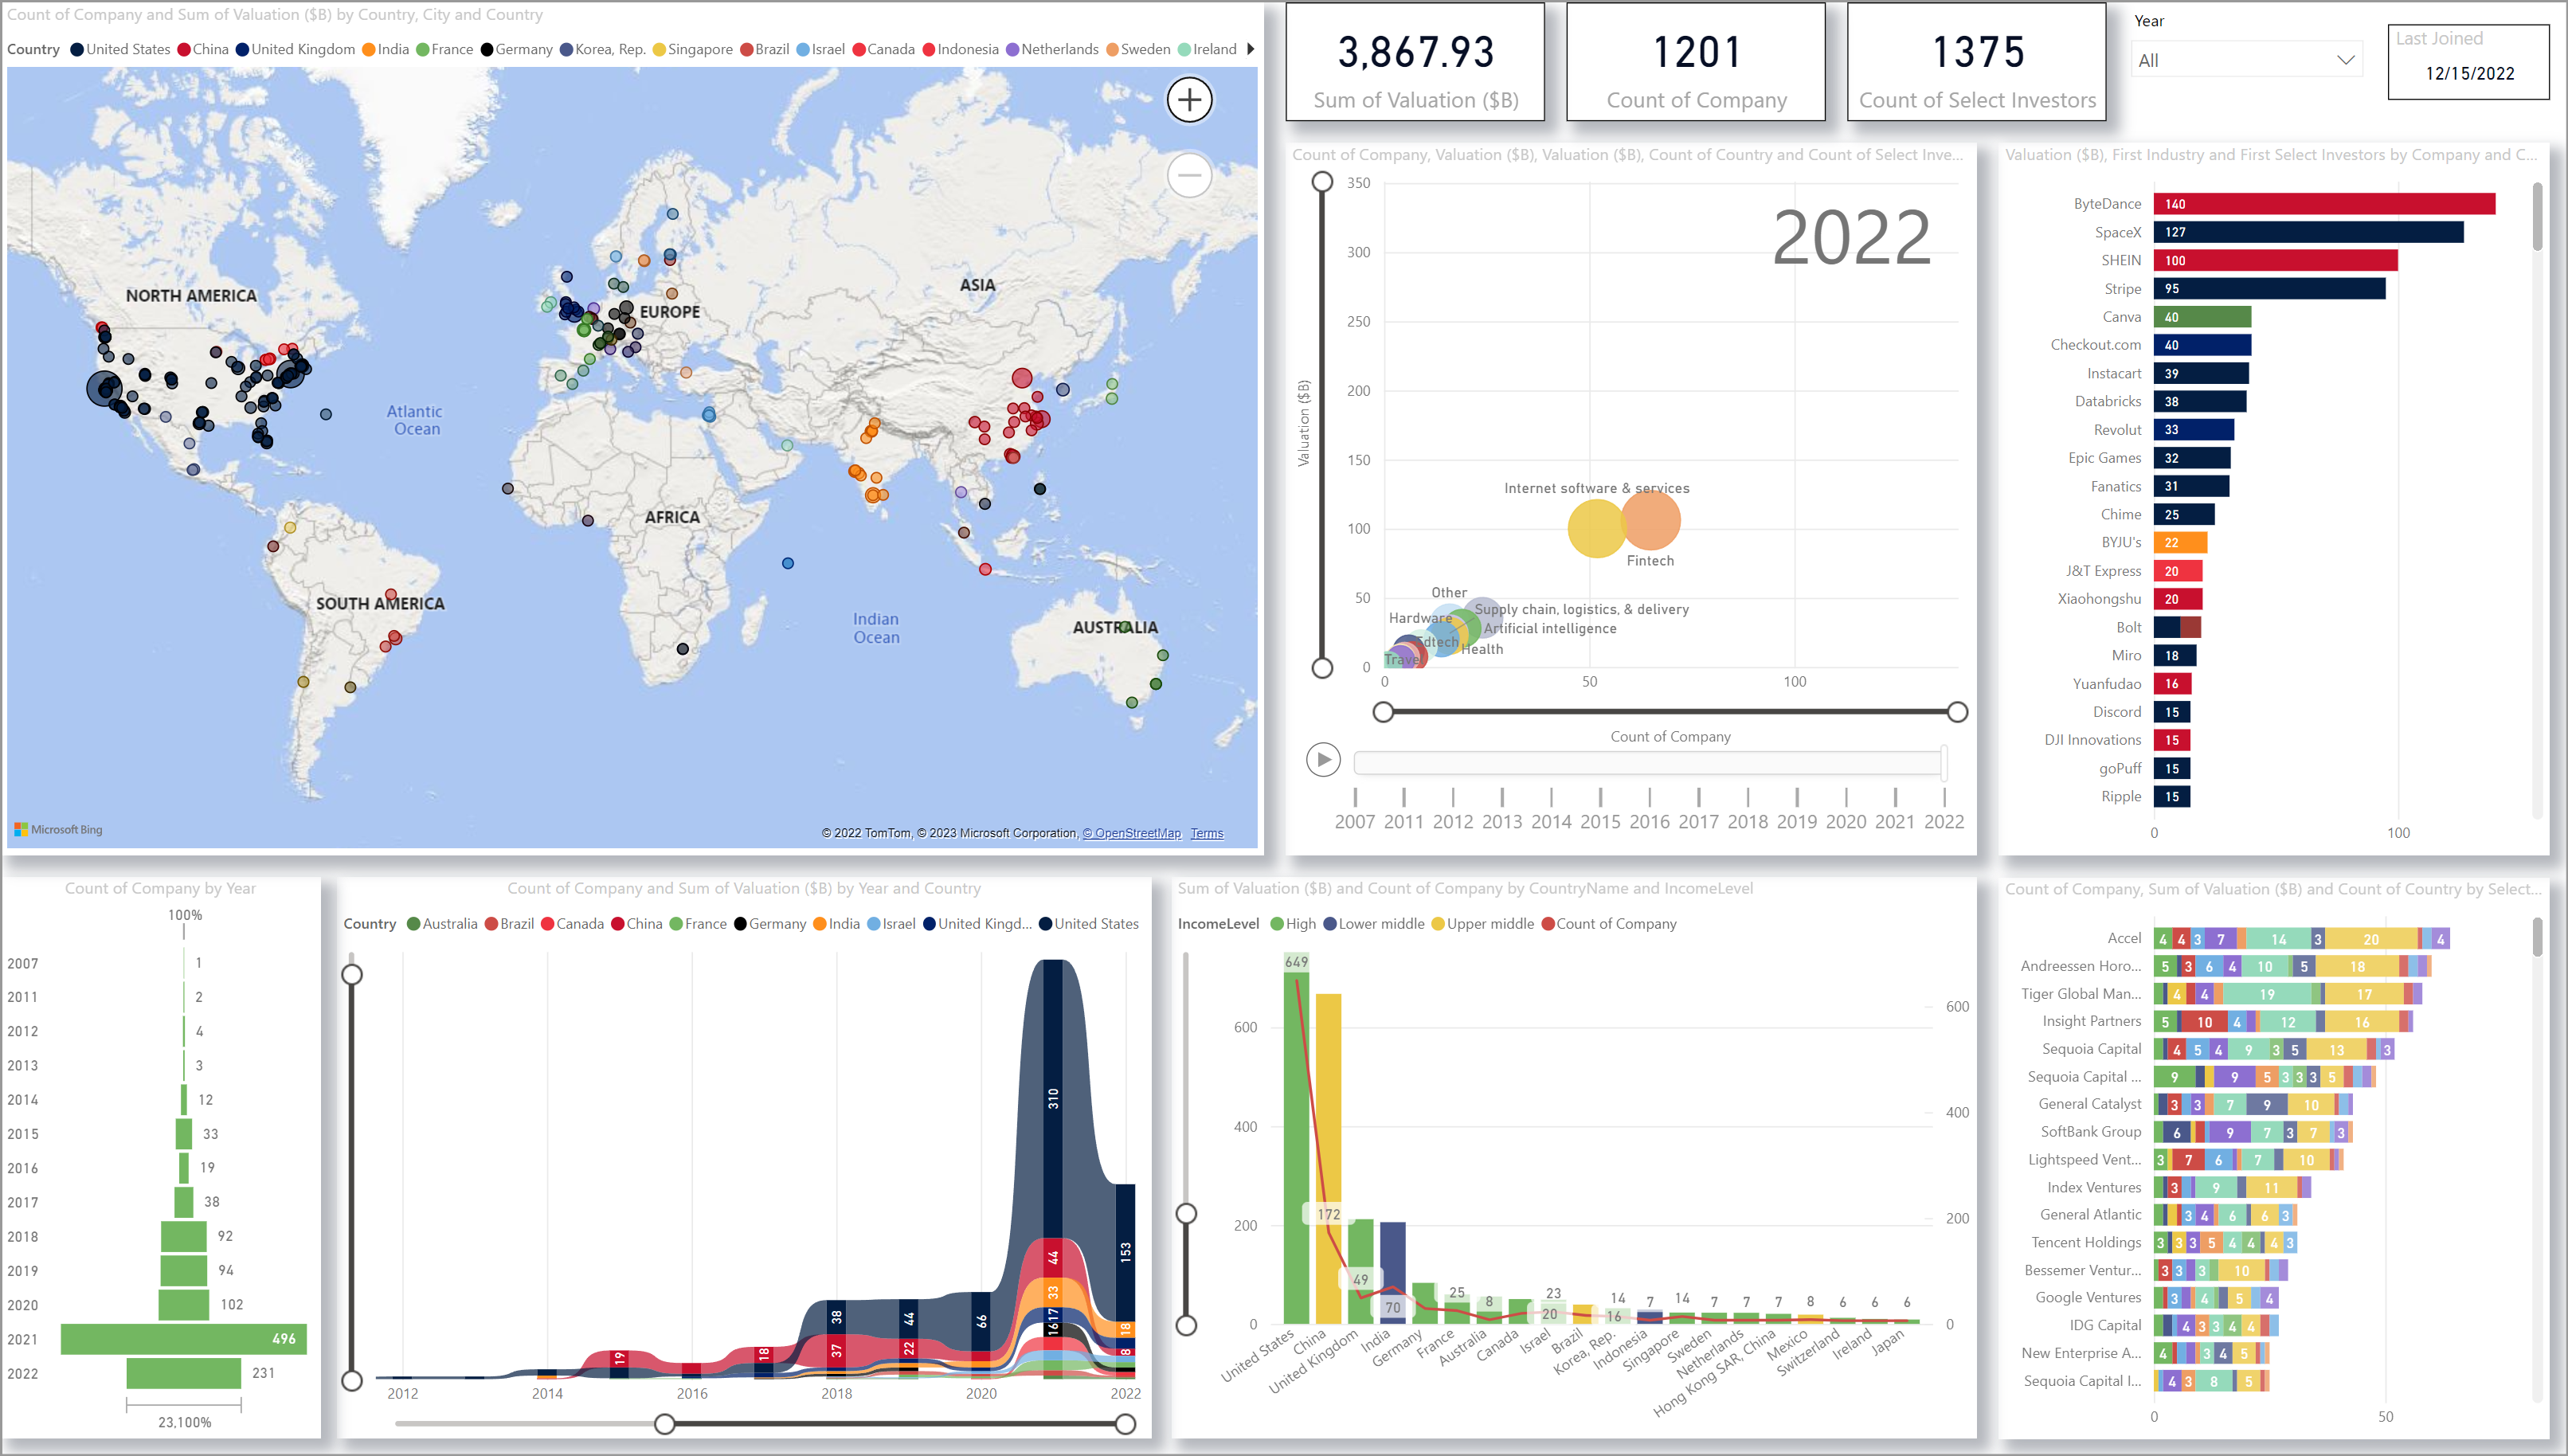 Count of Company and Sum of Valuation ($B) by Country, City and Country
Country United States China United Kingdom India France Germany Korea, Rep. Singapore Brazil Israel Canada Indonesia Netherlands Sweden Ireland
NORTH AMERICA
EUROPE
ASIA
Atlantic
Ocean
AFRICA
SOUTH AMERICA
Indian
Ocean
AUSTRALIA
Microsoft Bing
© 2022 TomTom, © 2023 Microsoft Corporation, © OpenStreetMap Terms
3,867.93
Sum of Valuation ($B)
1201
Count of Company
1375
Count of Select Investors
Year
All
Last Joined
12/15/2022
Count of Company, Valuation ($B), Valuation ($B), Count of Country and Count of Select Inve...
2022
Valuation ($B)
350
300
250
200
150
100
50
0
Internet software & services
Fintech
Other
Supply chain, logistics, & delivery
Hardware
Artificial intelligence
Edtech
Health
Travel
0 50 100
Count of Company
2007 2011 2012 2013 2014 2015 2016 2017 2018 2019 2020 2021 2022
Valuation ($B), First Industry and First Select Investors by Company and C...
ByteDance 140
SpaceX 127
SHEIN 100
Stripe 95
Canva 40
Checkout.com 40
Instacart 39
Databricks 38
Revolut 33
Epic Games 32
Fanatics 31
Chime 25
BYJU's 22
J&T Express 20
Xiaohongshu 20
Bolt
Miro 18
Yuanfudao 16
Discord 15
DJI Innovations 15
goPuff 15
Ripple 15
0 100
Count of Company by Year
100%
2007 1
2011 2
2012 4
2013 3
2014 12
2015 33
2016 19
2017 38
2018 92
2019 94
2020 102
2021 496
2022 231
23,100%
Count of Company and Sum of Valuation ($B) by Year and Country
Country Australia Brazil Canada China France Germany India Israel United Kingd... United States
19
18
38
37
44
22
66
310
44
33
17
16
153
18
8
2012 2014 2016 2018 2020 2022
Sum of Valuation ($B) and Count of Company by CountryName and IncomeLevel
IncomeLevel High Lower middle Upper middle Count of Company
600
400
200
0
649
172
49
70
25
8
23
20
14
16
7
14
7
7
7
8
6
6
6
600
400
200
0
United States
China
United Kingdom
India
Germany
France
Australia
Canada
Israel
Brazil
Korea, Rep.
Indonesia
Singapore
Sweden
Netherlands
Hong Kong SAR, China
Mexico
Switzerland
Ireland
Japan
Count of Company, Sum of Valuation ($B) and Count of Country by Select...
Accel 4 4 3 7 14 3 20 4
Andreessen Horo... 5 3 6 4 10 5 18
Tiger Global Man... 4 4 19 17
Insight Partners 5 10 4 12 16
Sequoia Capital 4 5 4 9 3 5 13 3
Sequoia Capital ... 9 9 5 3 3 3 5
General Catalyst 3 3 7 9 10
SoftBank Group 6 9 7 3 7 3
Lightspeed Vent... 3 7 6 7 10
Index Ventures 3 9 11
General Atlantic 3 4 6 6 3
Tencent Holdings 3 3 3 5 4 4 4 3
Bessemer Ventur... 3 3 3 10
Google Ventures 3 4 5 4
IDG Capital 4 3 3 4 4
New Enterprise A... 4 3 4 5
Sequoia Capital I... 4 3 8 5
0 50